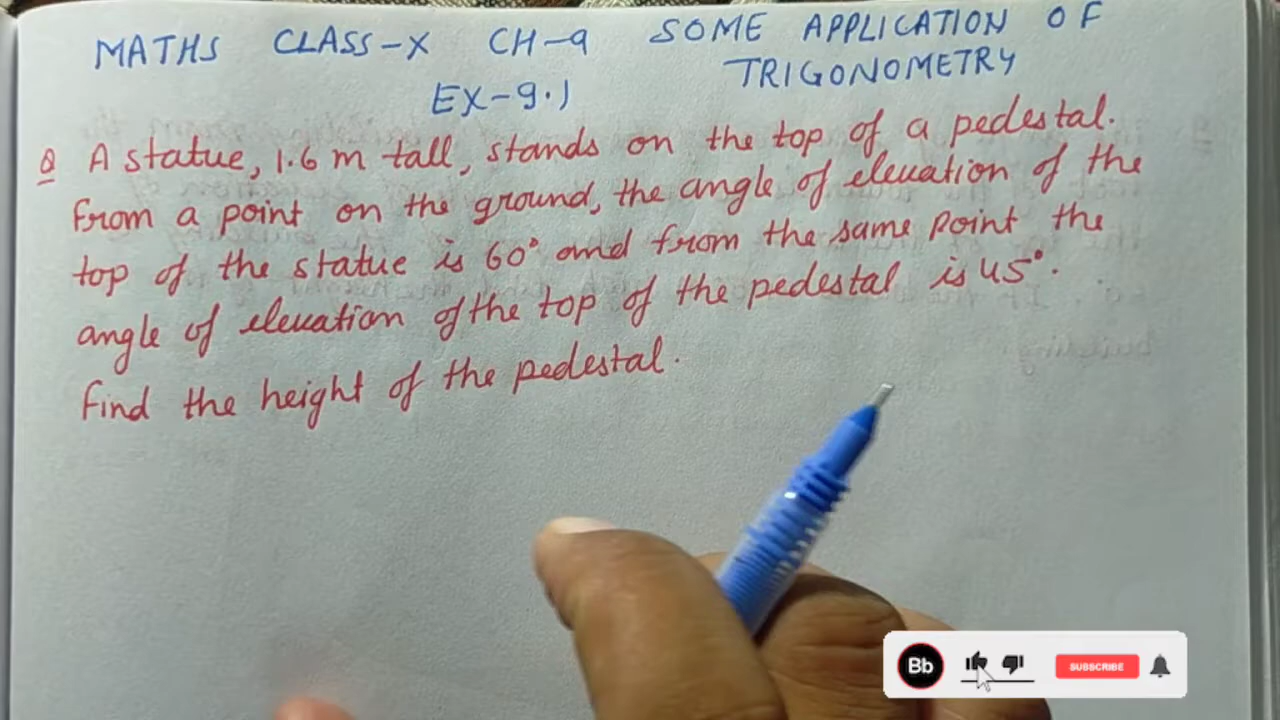 MATHS CLASS-X CH-9 SOME APPLICATION OF
TRIGONOMETRY
EX-9.1
Q A statue, 1.6 m tall, stands on the top of a pedestal.
From a point on the ground, the angle of elevation of the
top of the statue is 60° and from the same point the
angle of elevation of the top of the pedestal is 45°.
Find the height of the pedestal.
Bb SUBSCRIBE